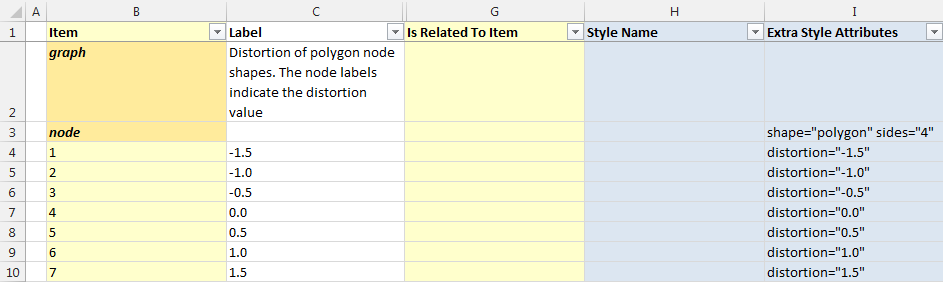 A B C G H I
1 Item Label Is Related To Item Style Name Extra Style Attributes
2 graph Distortion of polygon node
shapes. The node labels
indicate the distortion
value
3 node shape="polygon" sides="4"
4 1 -1.5 distortion="-1.5"
5 2 -1.0 distortion="-1.0"
6 3 -0.5 distortion="-0.5"
7 4 0.0 distortion="0.0"
8 5 0.5 distortion="0.5"
9 6 1.0 distortion="1.0"
10 7 1.5 distortion="1.5"